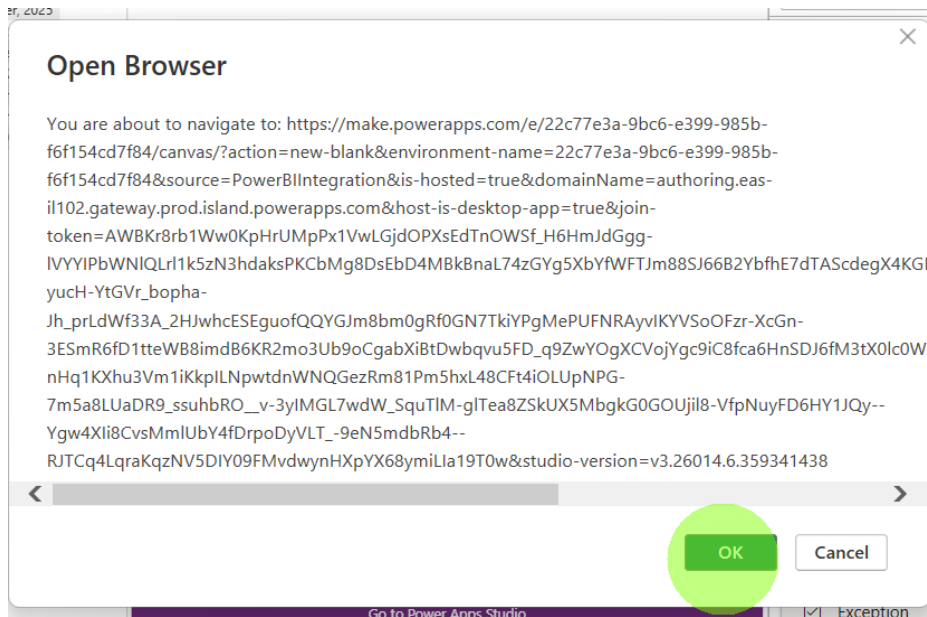 er, 2025
Open Browser
You are about to navigate to: https://make.powerapps.com/e/22c77e3a-9bc6-e399-985b-
f6f154cd7f84/canvas/?action=new-blank&environment-name=22c77e3a-9bc6-e399-985b-
f6f154cd7f84&source=PowerBIIntegration&is-hosted=true&domainName=authoring.eas-
il102.gateway.prod.island.powerapps.com&host-is-desktop-app=true&join-
token=AWBKr8rb1Ww0KpHrUMpPx1VwLGjdOPXsEdTnOWSf_H6HmJdGgg-
lVYYIPbWNlQLrl1k5zN3hdaksPKCbMg8DsEbD4MBkBnaL74zGYg5XbYfWFTJm88SJ66B2YbfhE7dTAScdegX4KGI
yucH-YtGVr_bopha-
Jh_prLdWf33A_2HJwhcESEguofQQYGJm8bm0gRf0GN7TkiYPgMePUFNRAyvIKYVSoOFzr-XcGn-
3ESmR6fD1tteWB8imdB6KR2mo3Ub9oCgabXiBtDwbqvu5FD_q9ZwYOgXCVojYgc9iC8fca6HnSDJ6fM3tX0lc0W
nHq1KXhu3Vm1iKkpILNpwtdnWNQGezRm81Pm5hxL48CFt4iOLUpNPG-
7m5a8LUaDR9_ssuhbRO__v-3yIMGL7wdW_SquTlM-glTea8ZSkUX5MbgkG0GOUjil8-VfpNuyFD6HY1JQy--
Ygw4XIi8CvsMmlUbY4fDrpoDyVLT_-9eN5mdbRb4--
RJTCq4LqraKqzNV5DIY09FMvdwynHXpYX68ymiLIa19T0w&studio-version=v3.26014.6.359341438
OK
Cancel
Go to Power Apps Studio
Exception